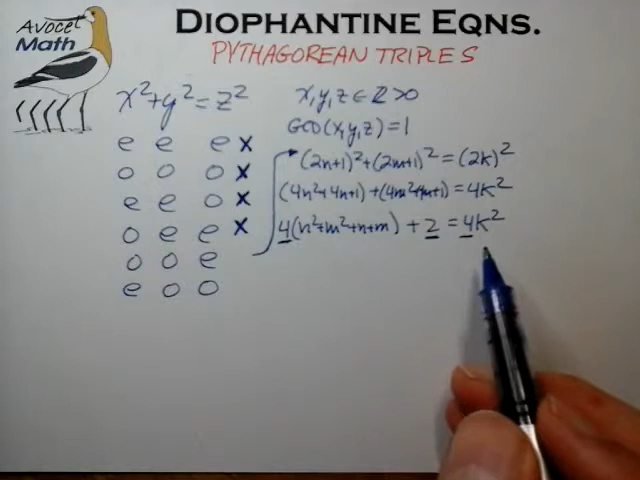 Avocet
Math
DIOPHANTINE EQNS.
PYTHAGOREAN TRIPLES
x²+y²=z²
x,y,z ∈ ℤ >0
GCD(x,y,z)=1
e e e x
o o o x
e e o x
o e e x
o o e
e o o
(2n+1)²+(2m+1)²=(2k)²
(4n²+4n+1)+(4m²+4m+1)=4k²
4(n²+m²+n+m)+2=4k²